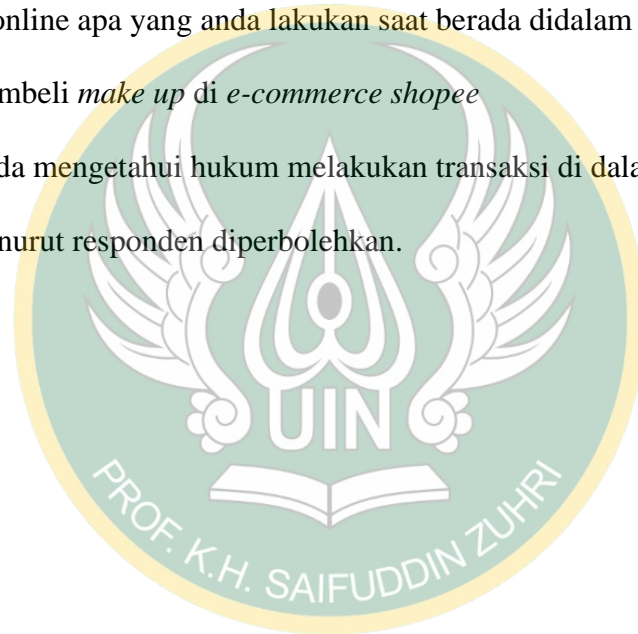 online apa yang anda lakukan saat berada didalam
mbeli make up di e-commerce shopee
da mengetahui hukum melakukan transaksi di dala
nurut responden diperbolehkan.
UIN
PROF. K.H. SAIFUDDIN ZUHRI